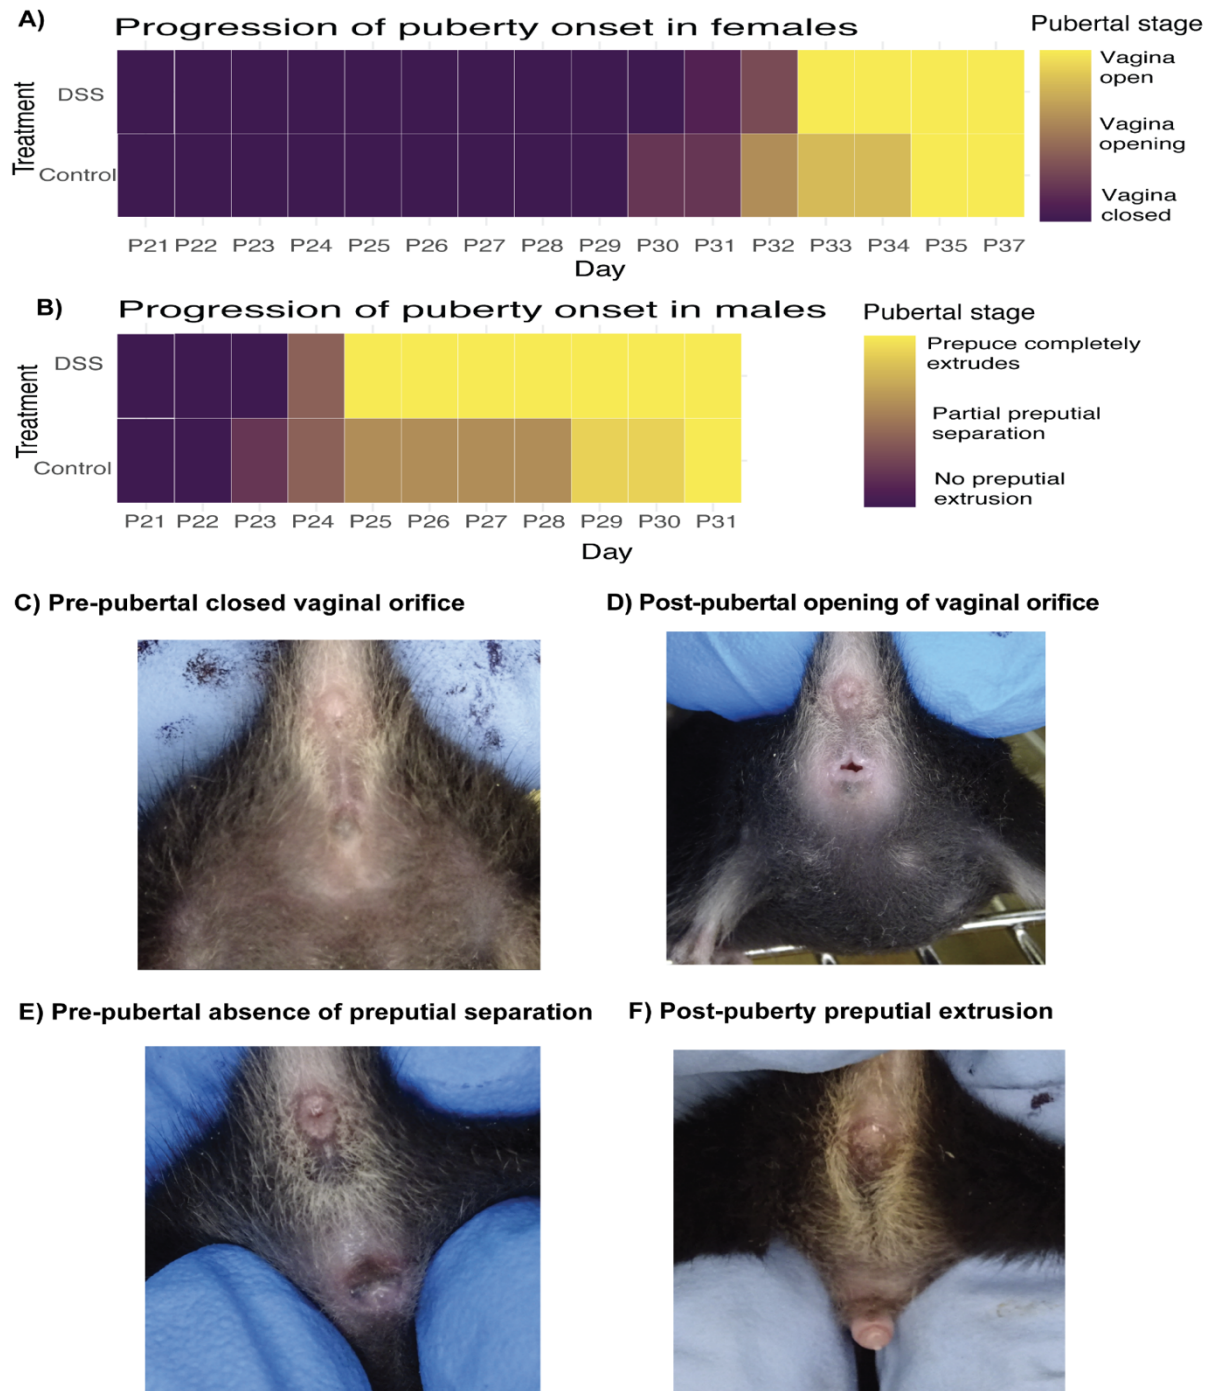 A)
Progression of puberty onset in females
Treatment
DSS
Control
P21 P22 P23 P24 P25 P26 P27 P28 P29 P30 P31 P32 P33 P34 P35 P37
Day
Pubertal stage
Vagina
open
Vagina
opening
Vagina
closed
B)
Progression of puberty onset in males
Treatment
DSS
Control
P21 P22 P23 P24 P25 P26 P27 P28 P29 P30 P31
Day
Pubertal stage
Prepuce completely
extrudes
Partial preputial
separation
No preputial
extrusion
C) Pre-pubertal closed vaginal orifice
D) Post-pubertal opening of vaginal orifice
E) Pre-pubertal absence of preputial separation
F) Post-puberty preputial extrusion